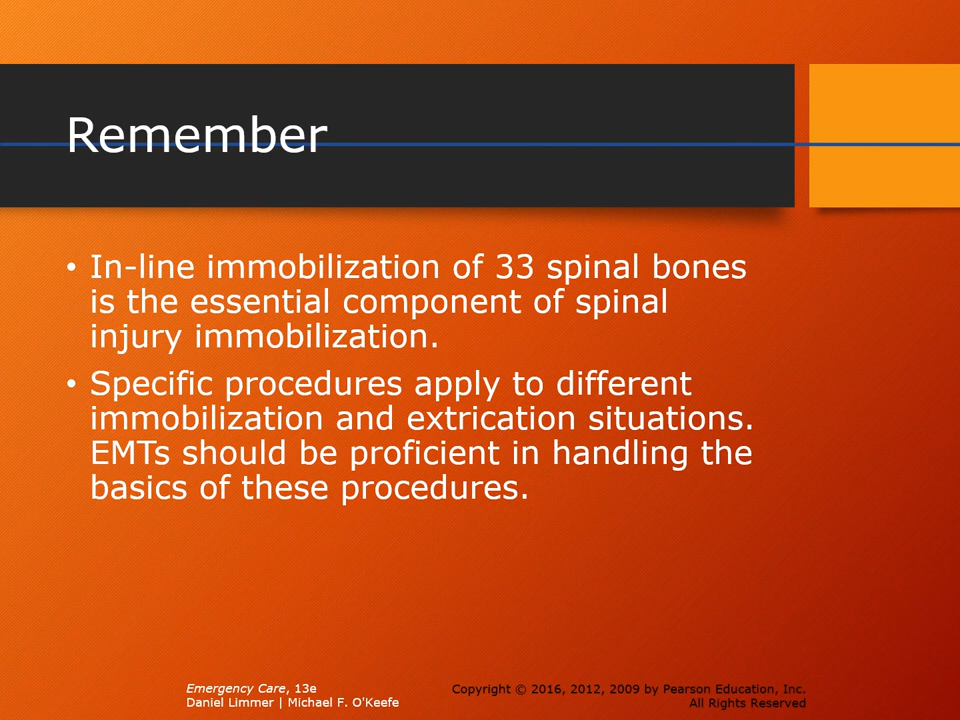 Remember
• In-line immobilization of 33 spinal bones
is the essential component of spinal
injury immobilization.
• Specific procedures apply to different
immobilization and extrication situations.
EMTs should be proficient in handling the
basics of these procedures.
Emergency Care, 13e
Daniel Limmer | Michael F. O'Keefe
Copyright © 2016, 2012, 2009 by Pearson Education, Inc.
All Rights Reserved